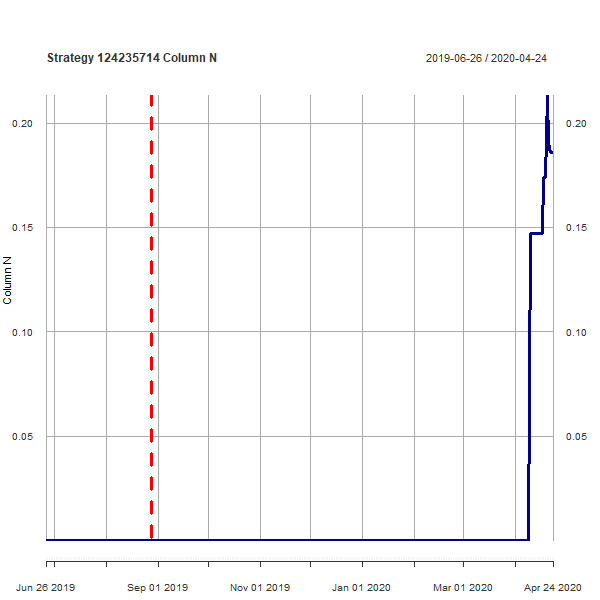 Strategy 124235714 Column N
2019-06-26 / 2020-04-24
0.20
0.20
0.15
0.15
Column N
0.10
0.10
0.05
0.05
Jun 26 2019
Sep 01 2019
Nov 01 2019
Jan 01 2020
Mar 01 2020
Apr 24 2020